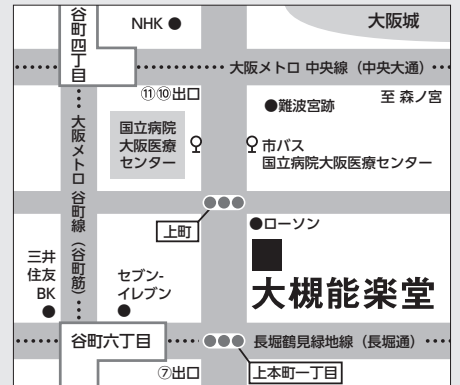 谷町四丁目
NHK ●
大阪城
大阪メトロ 中央線（中央大通）
⑪⑩出口
●難波宮跡
至 森ノ宮
国立病院
大阪医療
センター
市バス
国立病院大阪医療センター
大阪メトロ 谷町線（谷町筋）
上町
●ローソン
三井
住友
BK
●
セブン-
イレブン
●
大槻能楽堂
谷町六丁目
長堀鶴見緑地線（長堀通）
⑦出口
上本町一丁目